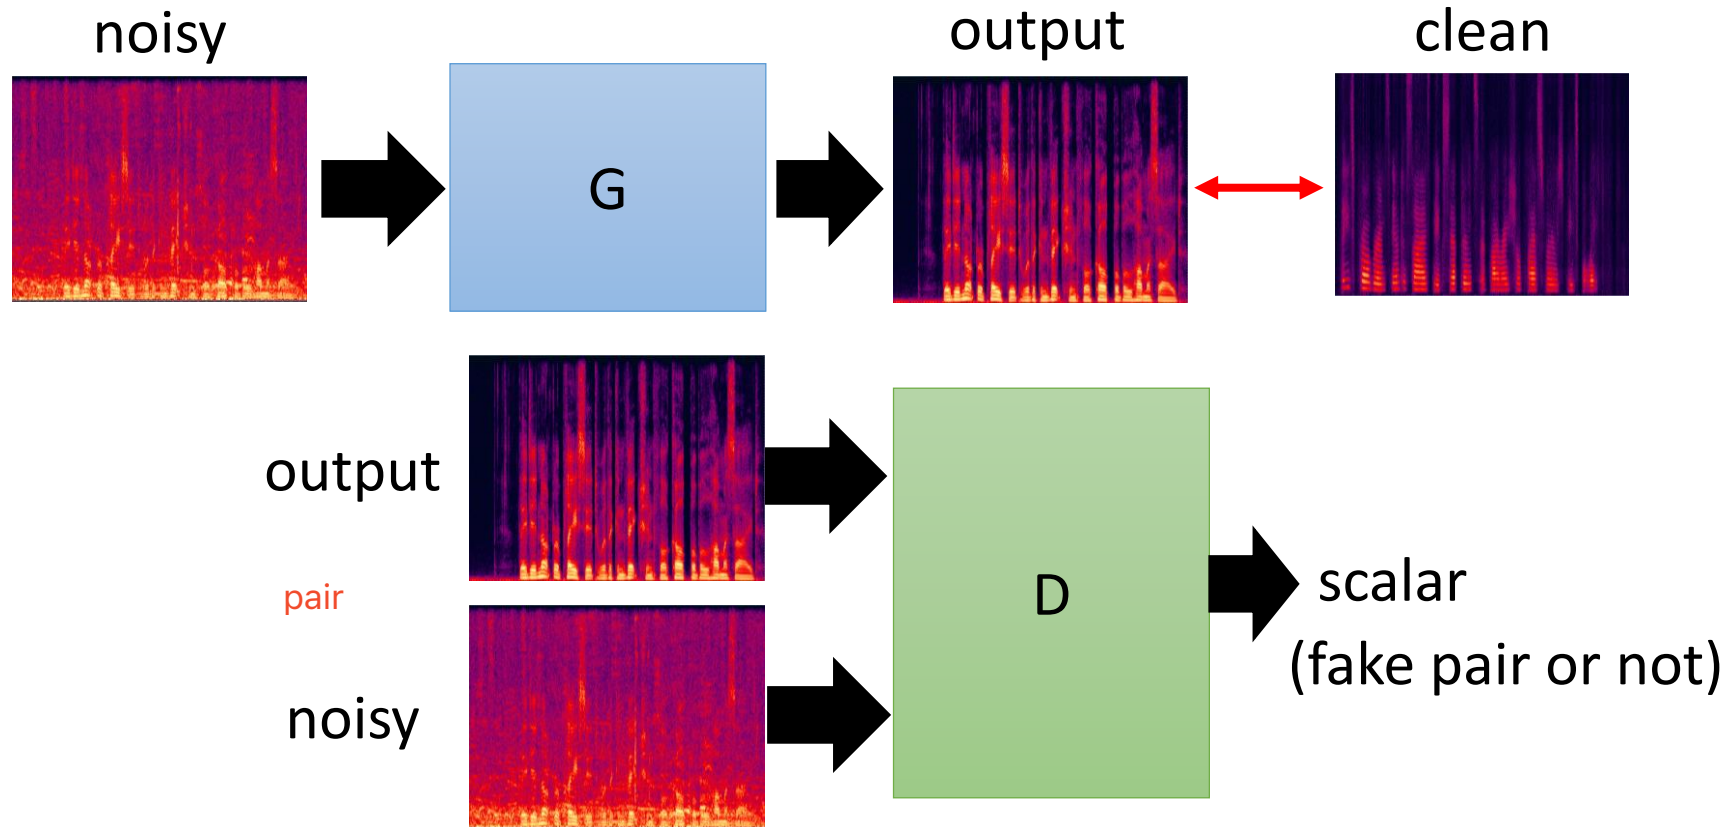 noisy
output
clean
G
output
pair
noisy
D
scalar
(fake pair or not)